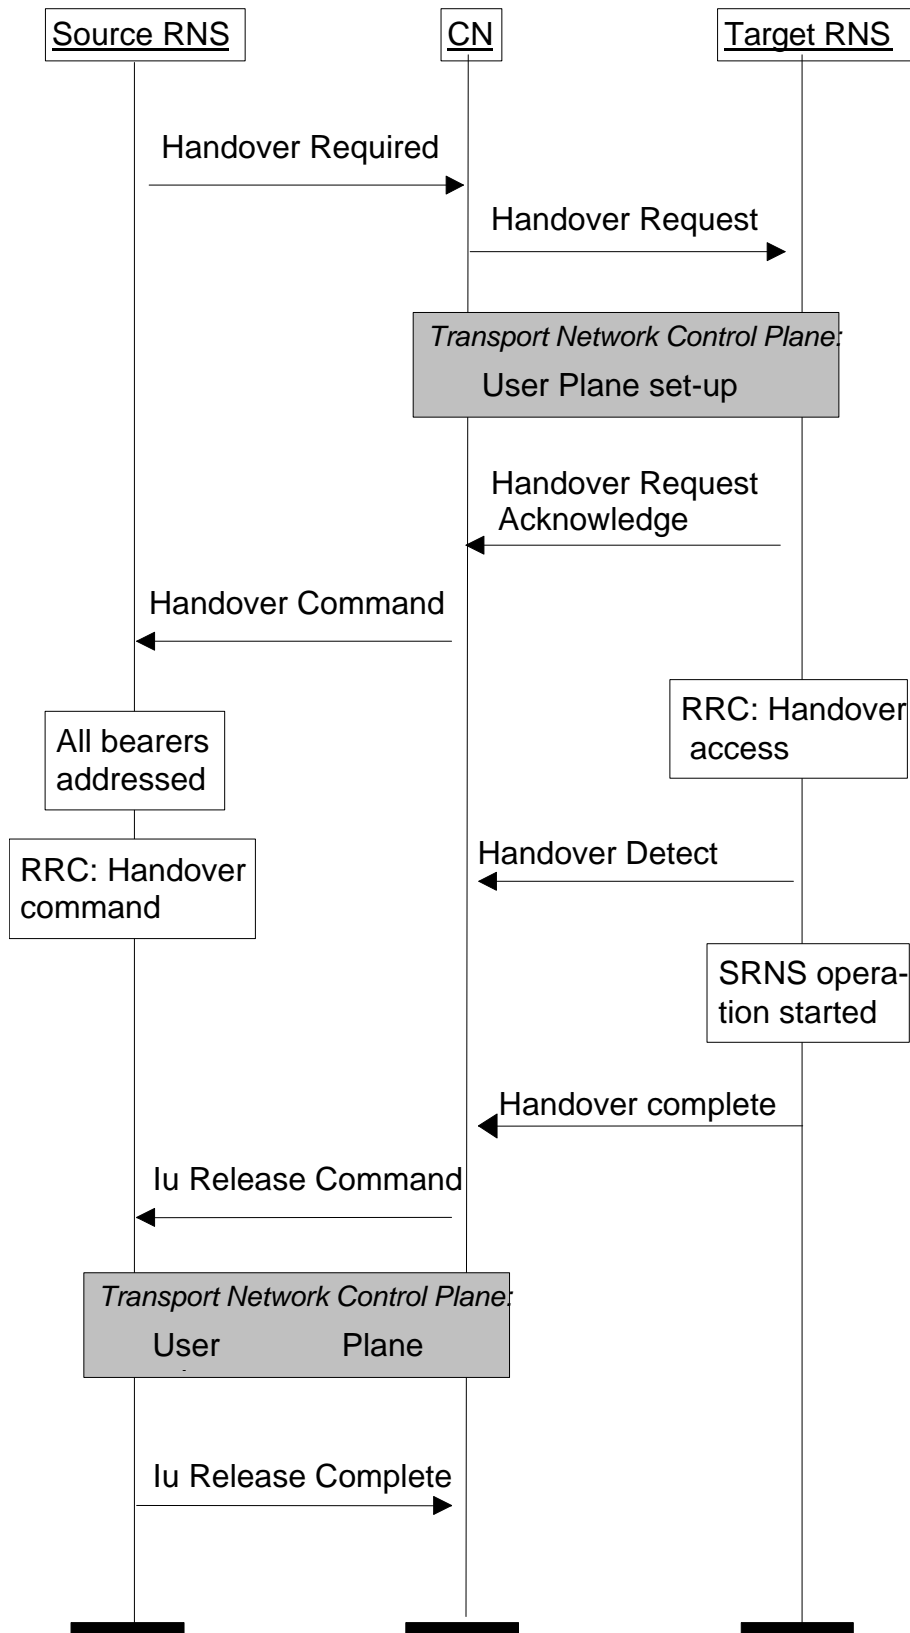 Source RNS
CN
Target RNS
Handover Required
Handover Request
Transport Network Control Plane:
User Plane set-up
Handover Request
Acknowledge
Handover Command
RRC: Handover
access
All bearers
addressed
RRC: Handover
command
Handover Detect
SRNS opera-
tion started
Handover complete
Iu Release Command
Transport Network Control Plane:
User Plane
Iu Release Complete